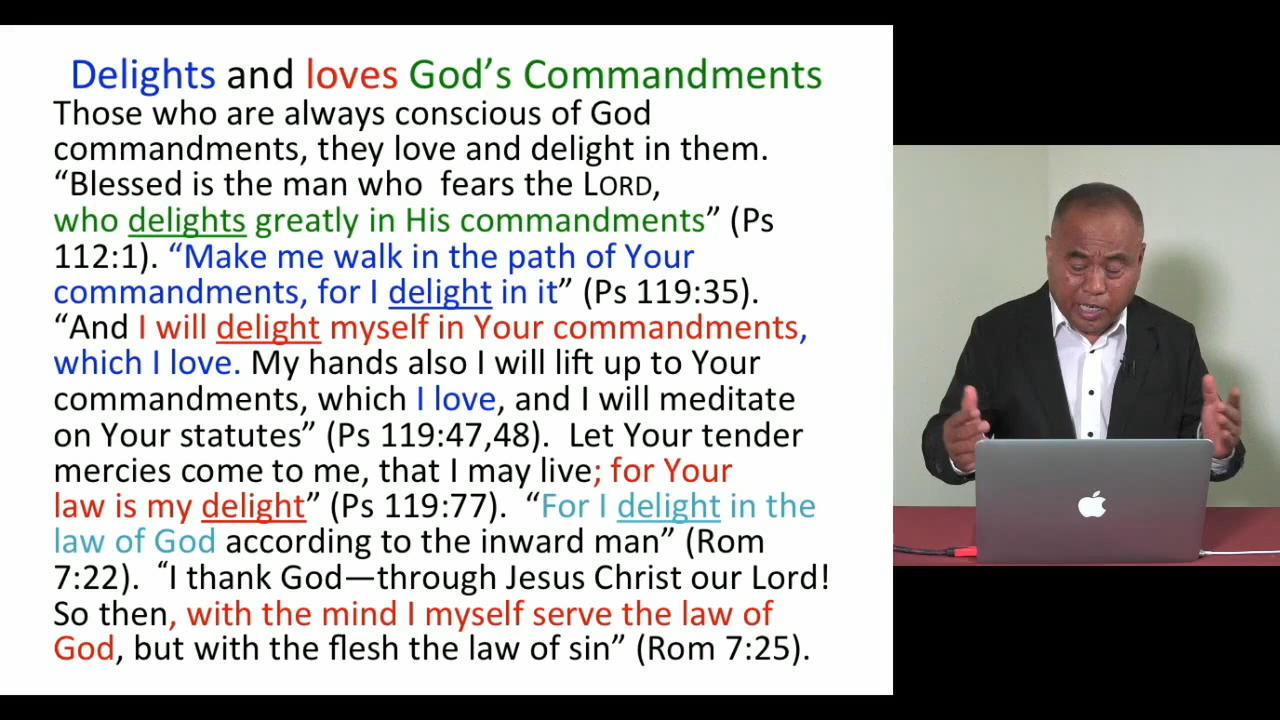 Delights and loves God’s Commandments
Those who are always conscious of God
commandments, they love and delight in them.
“Blessed is the man who  fears the LORD,
who delights greatly in His commandments” (Ps
112:1). “Make me walk in the path of Your
commandments, for I delight in it” (Ps 119:35).
“And I will delight myself in Your commandments,
which I love. My hands also I will lift up to Your
commandments, which I love, and I will meditate
on Your statutes” (Ps 119:47,48).  Let Your tender
mercies come to me, that I may live; for Your
law is my delight” (Ps 119:77).  “For I delight in the
law of God according to the inward man” (Rom
7:22).  “I thank God—through Jesus Christ our Lord!
So then, with the mind I myself serve the law of
God, but with the flesh the law of sin” (Rom 7:25).